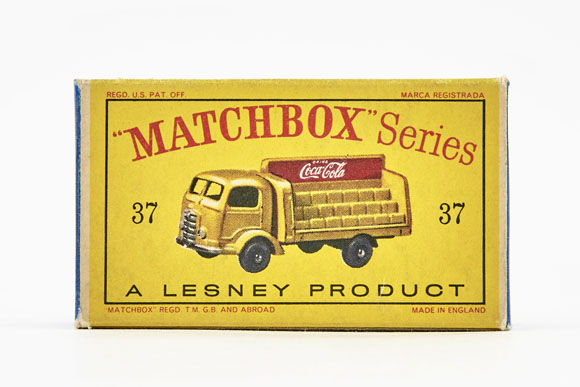 REGD. U.S. PAT. OFF. MARCA REGISTRADA
"MATCHBOX" Series
DRINK
Coca-Cola
37 37
A LESNEY PRODUCT
"MATCHBOX" REGD. T.M. G.B. AND ABROAD MADE IN ENGLAND